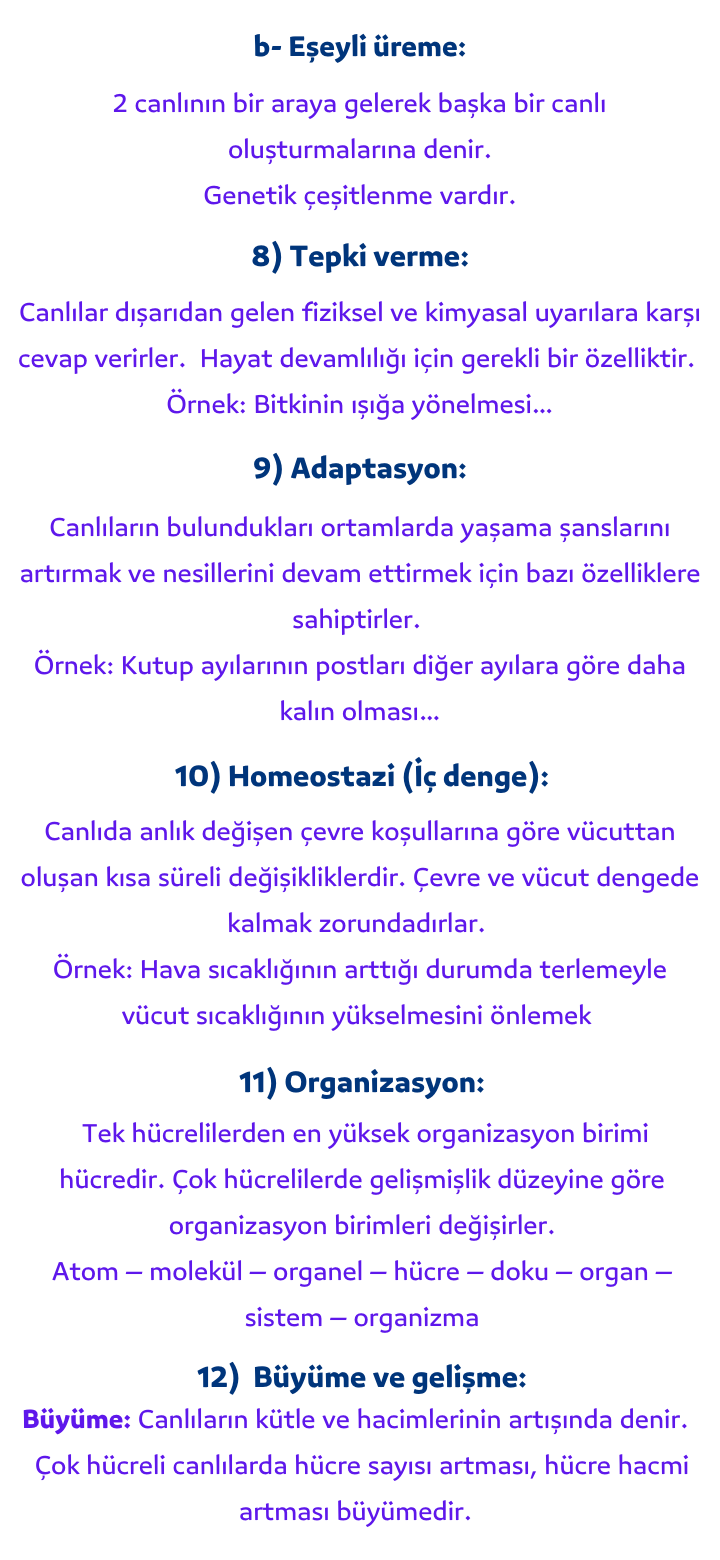 b- Eşeyli üreme:
2 canlının bir araya gelerek başka bir canlı
oluşturmalarına denir.
Genetik çeşitlenme vardır.
8) Tepki verme:
Canlılar dışarıdan gelen fiziksel ve kimyasal uyarılara karşı
cevap verirler.  Hayat devamlılığı için gerekli bir özelliktir.
Örnek: Bitkinin ışığa yönelmesi...
9) Adaptasyon:
Canlıların bulundukları ortamlarda yaşama şanslarını
artırmak ve nesillerini devam ettirmek için bazı özelliklere
sahiptirler.
Örnek: Kutup ayılarının postları diğer ayılara göre daha
kalın olması...
10) Homeostazi (İç denge):
Canlıda anlık değişen çevre koşullarına göre vücuttan
oluşan kısa süreli değişikliklerdir. Çevre ve vücut dengede
kalmak zorundadırlar.
Örnek: Hava sıcaklığının arttığı durumda terlemeyle
vücut sıcaklığının yükselmesini önlemek
11) Organizasyon:
Tek hücrelilerden en yüksek organizasyon birimi
hücredir. Çok hücrelilerde gelişmişlik düzeyine göre
organizasyon birimleri değişirler.
Atom – molekül – organel – hücre – doku – organ –
sistem – organizma
12)  Büyüme ve gelişme:
Büyüme: Canlıların kütle ve hacimlerinin artışında denir.
Çok hücreli canlılarda hücre sayısı artması, hücre hacmi
artması büyümedir.